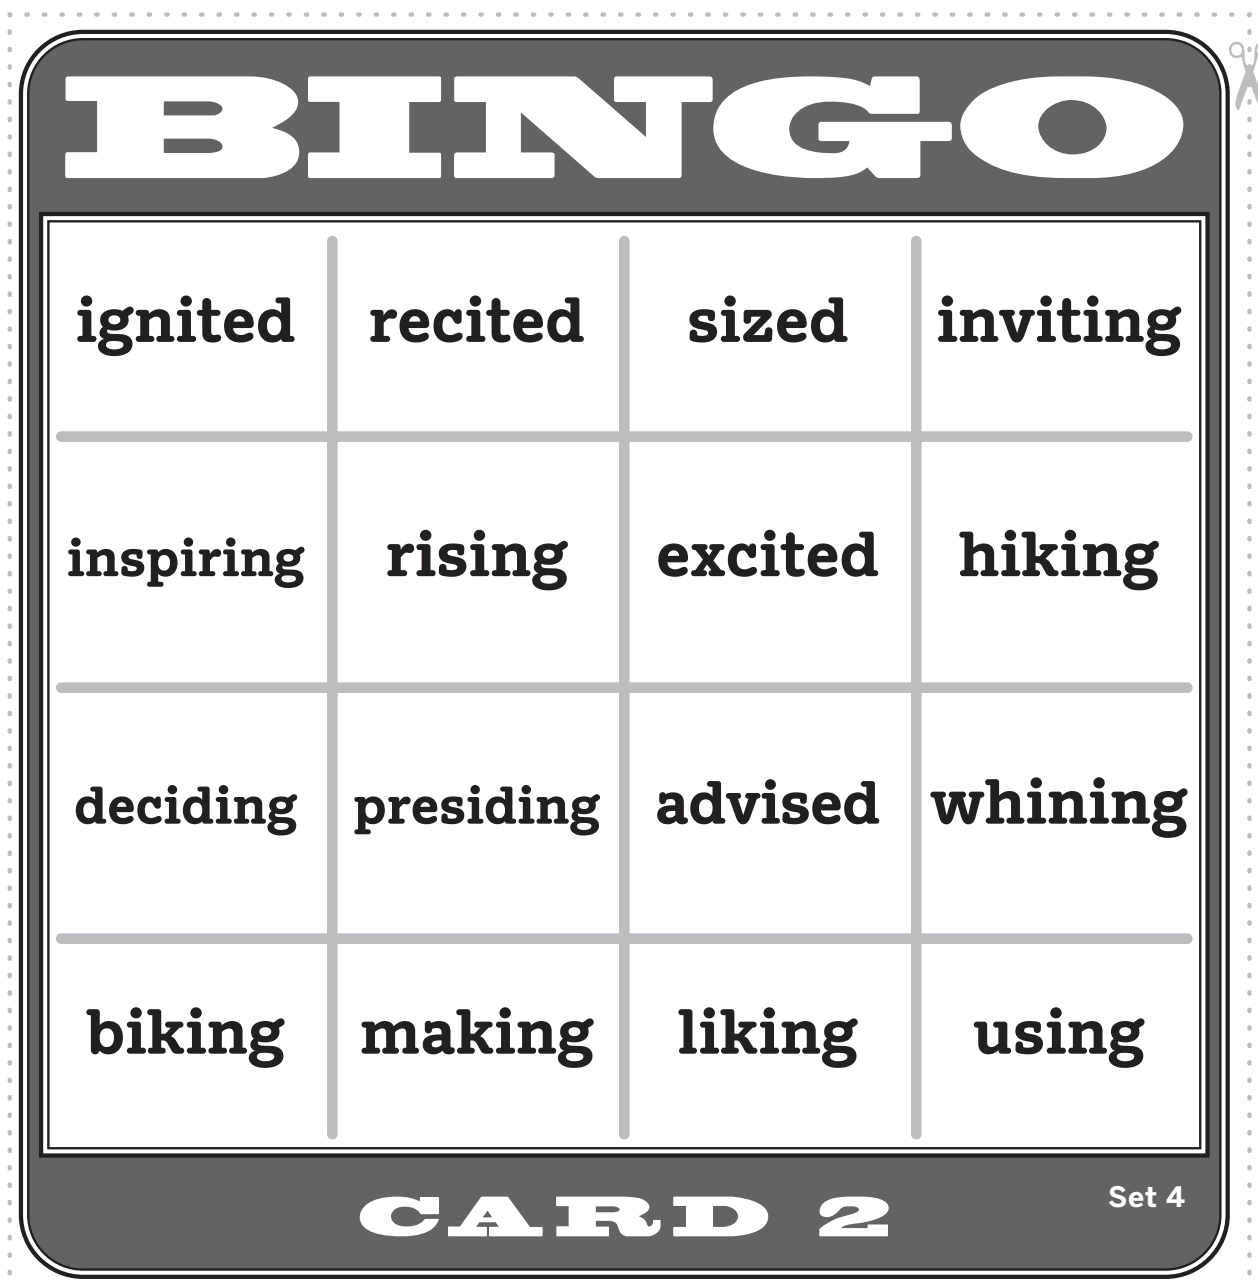 BINGO
ignited recited sized inviting
inspiring rising excited hiking
deciding presiding advised whining
biking making liking using
CARD 2
Set 4